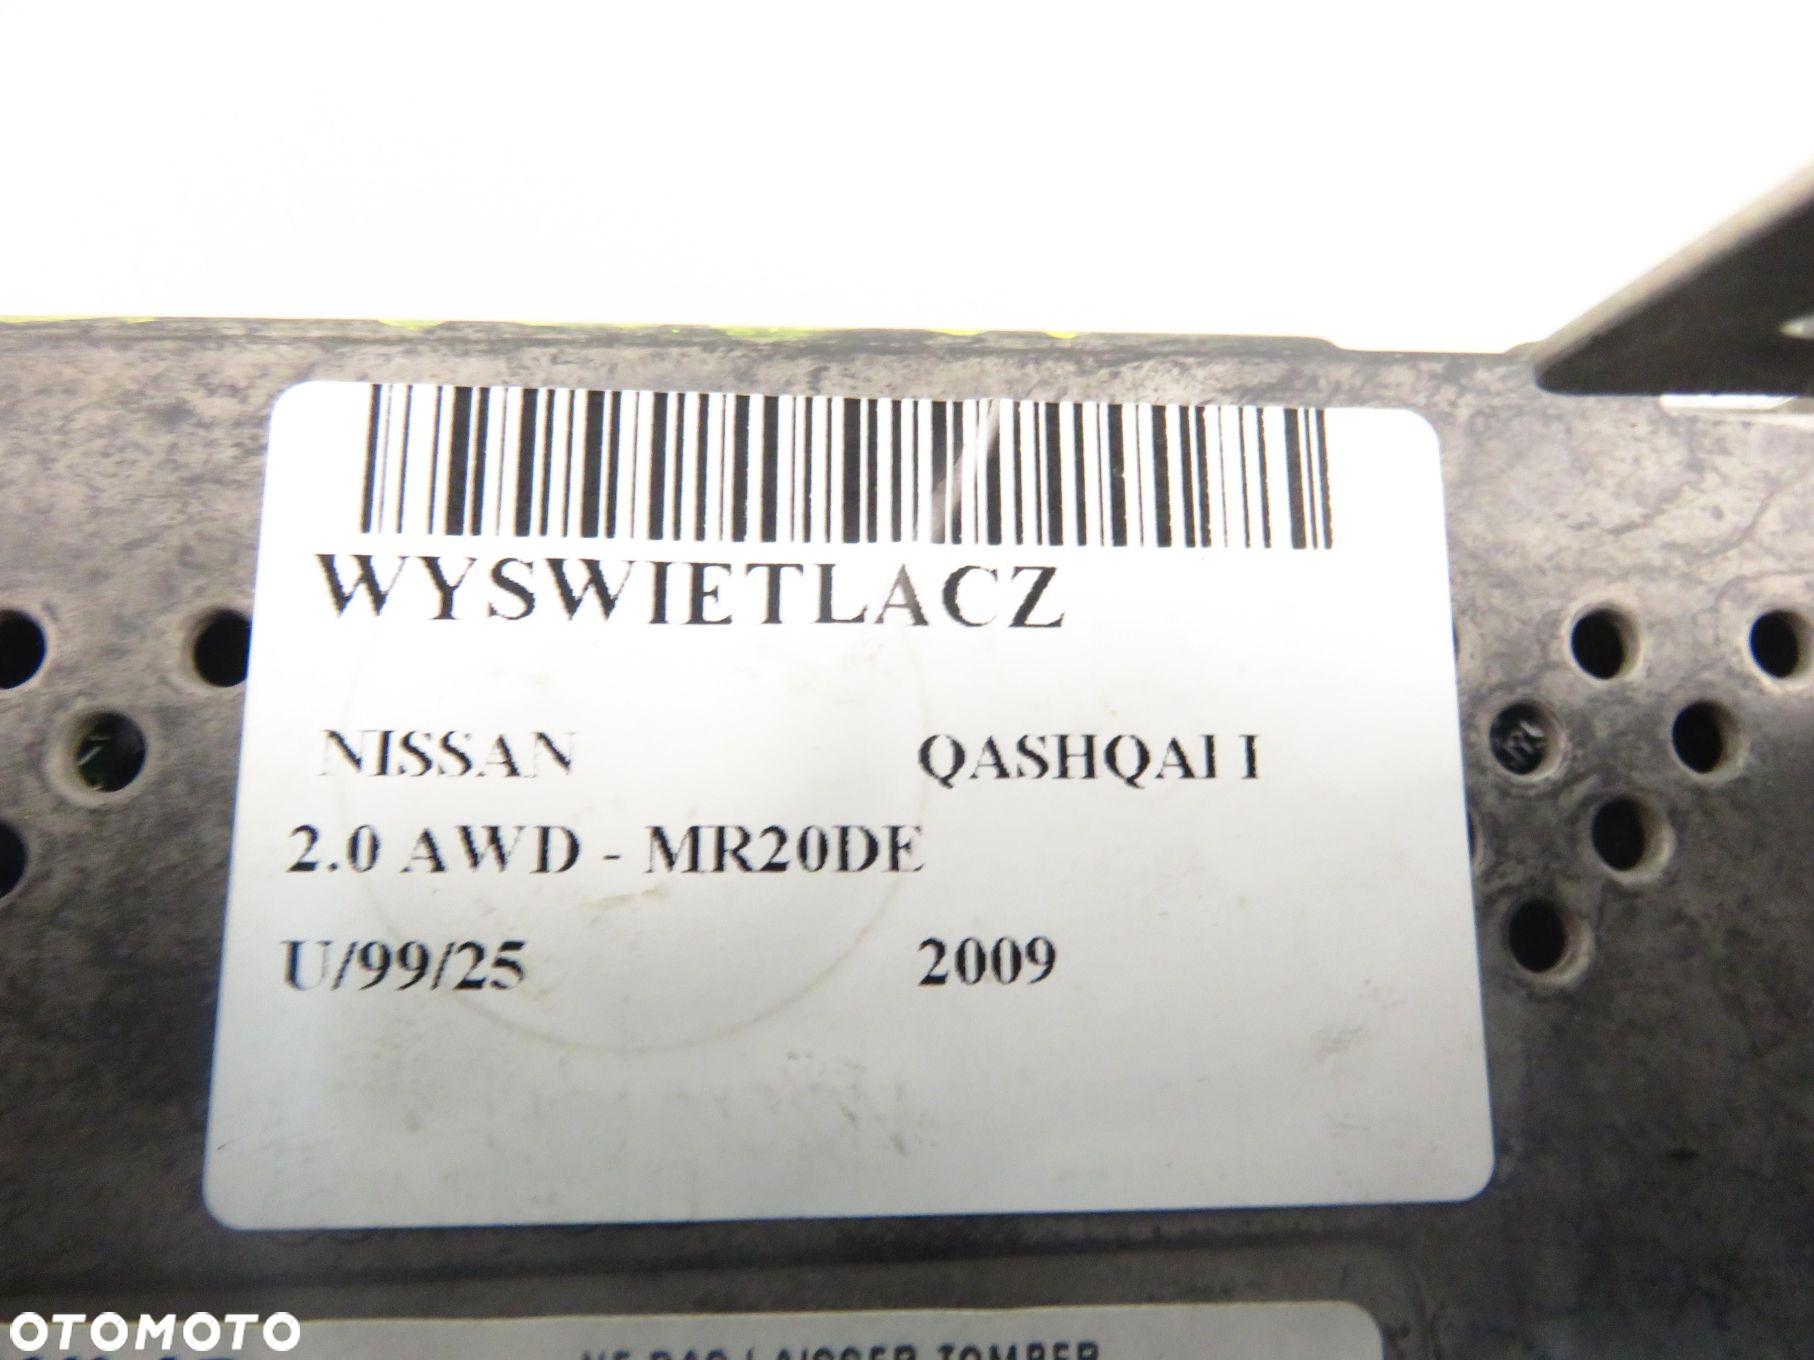 WYSWIETLACZ
NISSAN QASHQAI I
2.0 AWD - MR20DE
U/99/25 2009
OTOMOTO